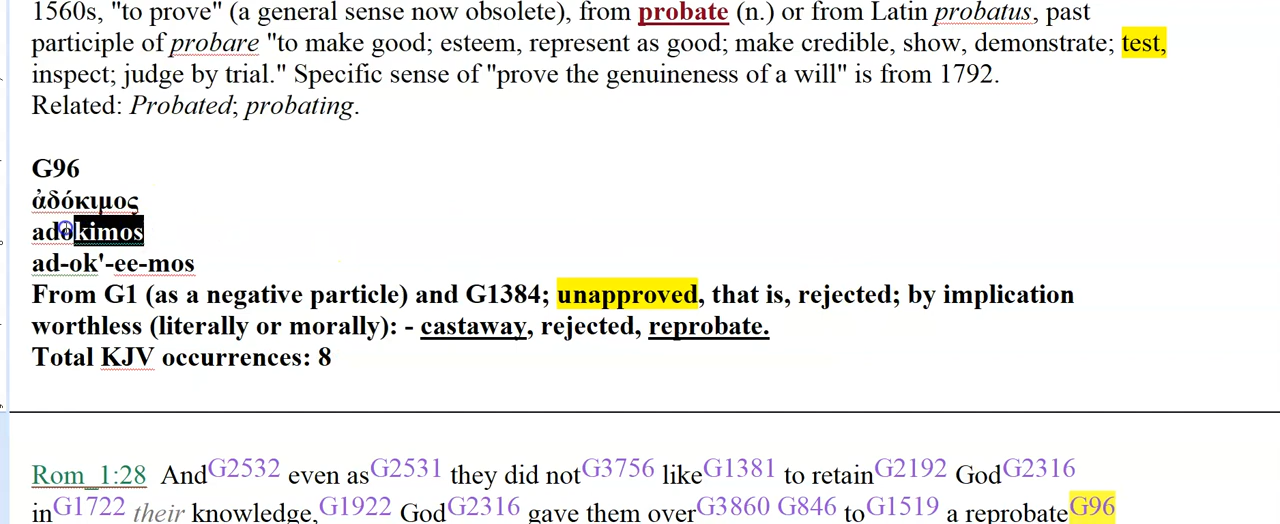 1560s, "to prove" (a general sense now obsolete), from probate (n.) or from Latin probatus, past
participle of probare "to make good; esteem, represent as good; make credible, show, demonstrate; test,
inspect; judge by trial." Specific sense of "prove the genuineness of a will" is from 1792.
Related: Probated; probating.
G96
ἀδόκιμος
adokimos
ad-ok'-ee-mos
From G1 (as a negative particle) and G1384; unapproved, that is, rejected; by implication
worthless (literally or morally): - castaway, rejected, reprobate.
Total KJV occurrences: 8
Rom_1:28 AndG2532 even asG2531 they did notG3756 likeG1381 to retainG2192 GodG2316
inG1722 their knowledge,G1922 GodG2316 gave them overG3860 G846 toG1519 a reprobateG96